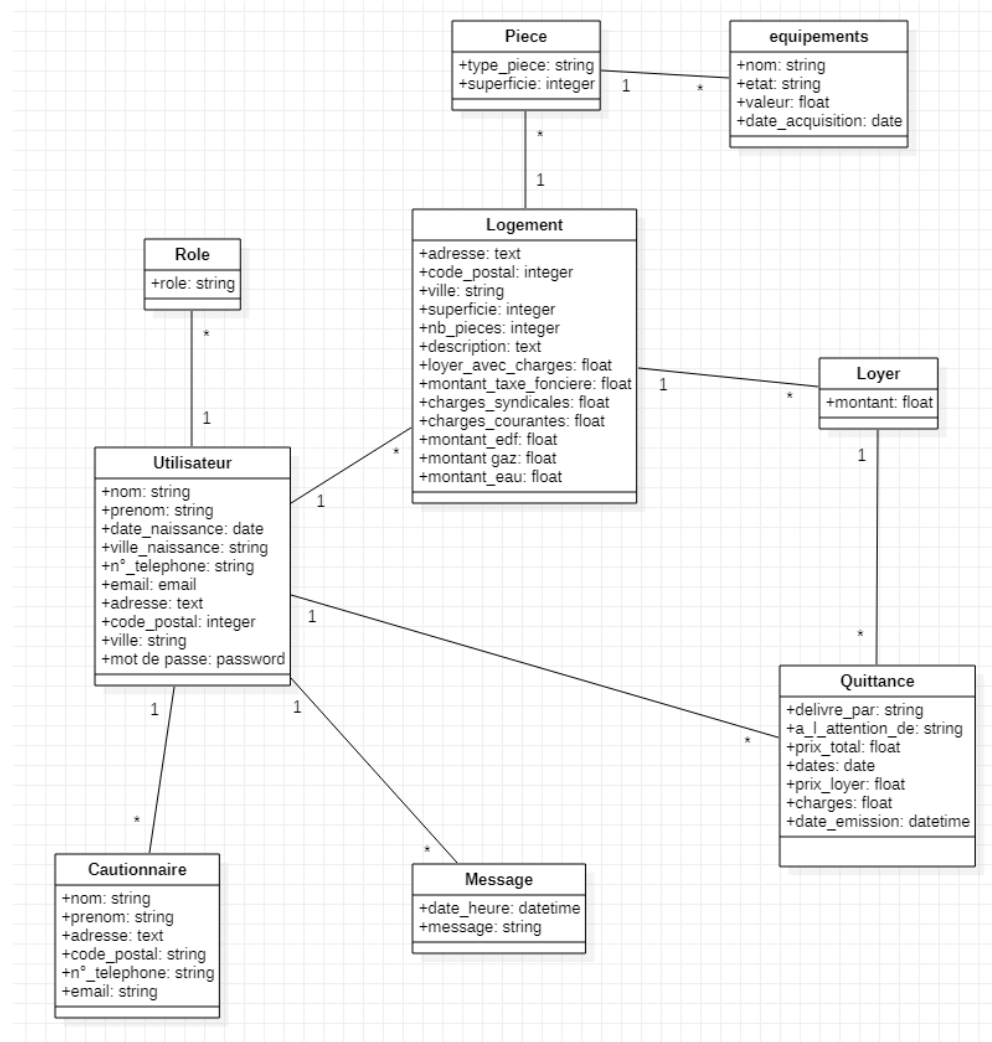 Piece
+type_piece: string
+superficie: integer
equipements
+nom: string
+etat: string
+valeur: float
+date_acquisition: date
1
*
*
1
Logement
+adresse: text
+code_postal: integer
+ville: string
+superficie: integer
+nb_pieces: integer
+description: text
+loyer_avec_charges: float
+montant_taxe_fonciere: float
+charges_syndicales: float
+charges_courantes: float
+montant_edf: float
+montant gaz: float
+montant_eau: float
Role
+role: string
*
1
1
*
Loyer
+montant: float
1
*
*
1
Utilisateur
+nom: string
+prenom: string
+date_naissance: date
+ville_naissance: string
+n°_telephone: string
+email: email
+adresse: text
+code_postal: integer
+ville: string
+mot de passe: password
1
*
Quittance
+delivre_par: string
+a_l_attention_de: string
+prix_total: float
+dates: date
+prix_loyer: float
+charges: float
+date_emission: datetime
1
1
*
*
Cautionnaire
+nom: string
+prenom: string
+adresse: text
+code_postal: string
+n°_telephone: string
+email: string
Message
+date_heure: datetime
+message: string